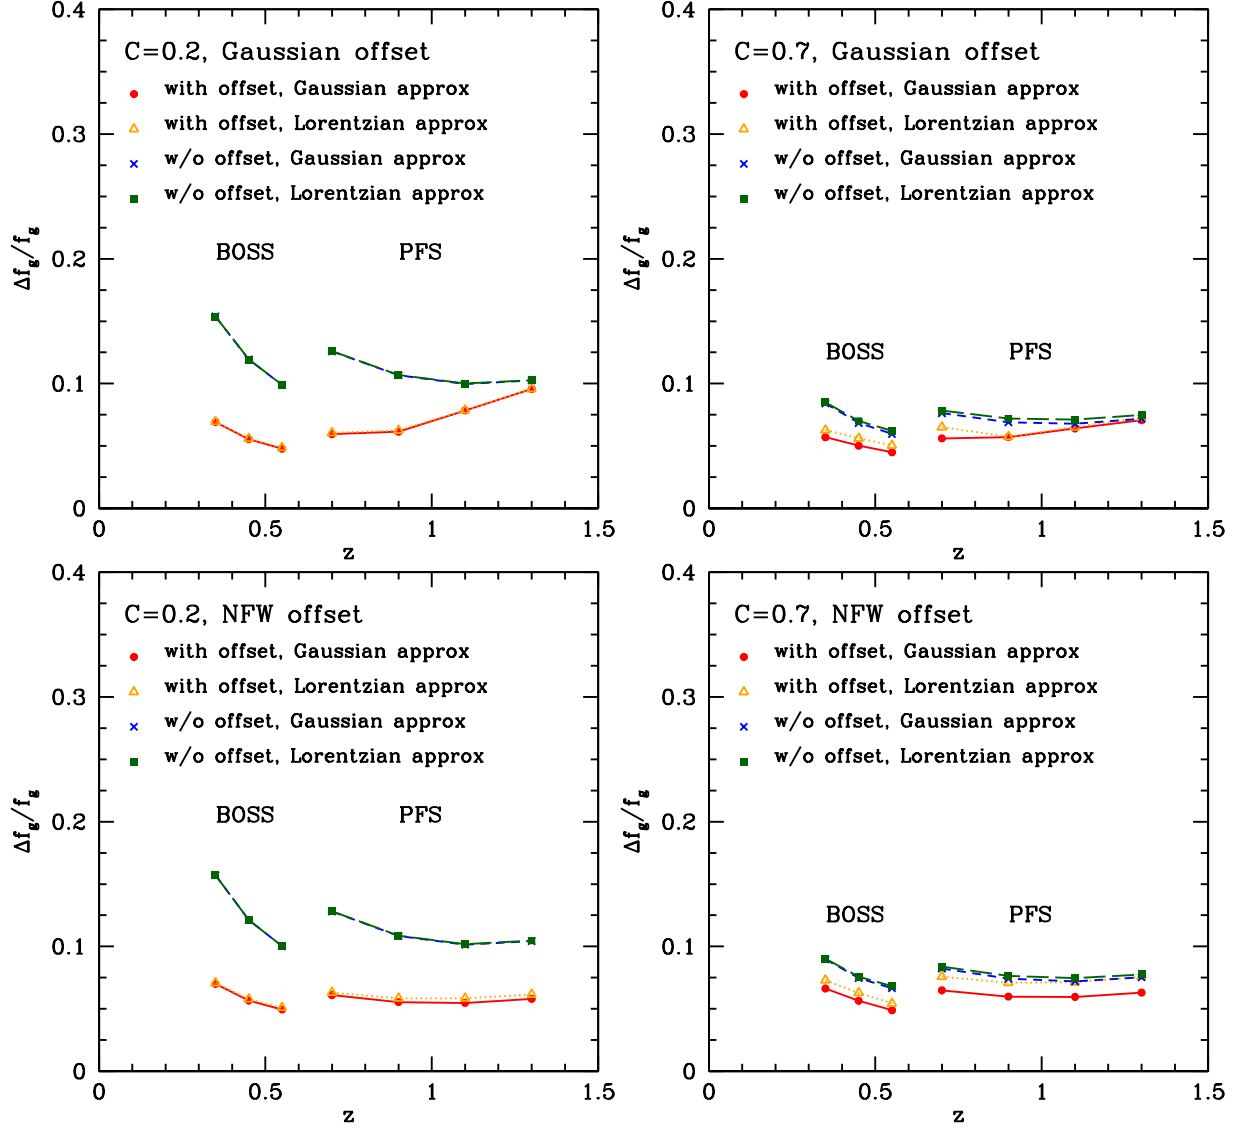 0.4
C=0.2, Gaussian offset
with offset, Gaussian approx
with offset, Lorentzian approx
0.3
w/o offset, Gaussian approx
w/o offset, Lorentzian approx
Δf_g/f_g
0.2
BOSS
PFS
0.1
0
0
0.5
1
1.5
z
0.4
C=0.7, Gaussian offset
with offset, Gaussian approx
with offset, Lorentzian approx
0.3
w/o offset, Gaussian approx
w/o offset, Lorentzian approx
Δf_g/f_g
0.2
BOSS
PFS
0.1
0
0
0.5
1
1.5
z
0.4
C=0.2, NFW offset
with offset, Gaussian approx
with offset, Lorentzian approx
0.3
w/o offset, Gaussian approx
w/o offset, Lorentzian approx
Δf_g/f_g
0.2
BOSS
PFS
0.1
0
0
0.5
1
1.5
z
0.4
C=0.7, NFW offset
with offset, Gaussian approx
with offset, Lorentzian approx
0.3
w/o offset, Gaussian approx
w/o offset, Lorentzian approx
Δf_g/f_g
0.2
BOSS
PFS
0.1
0
0
0.5
1
1.5
z